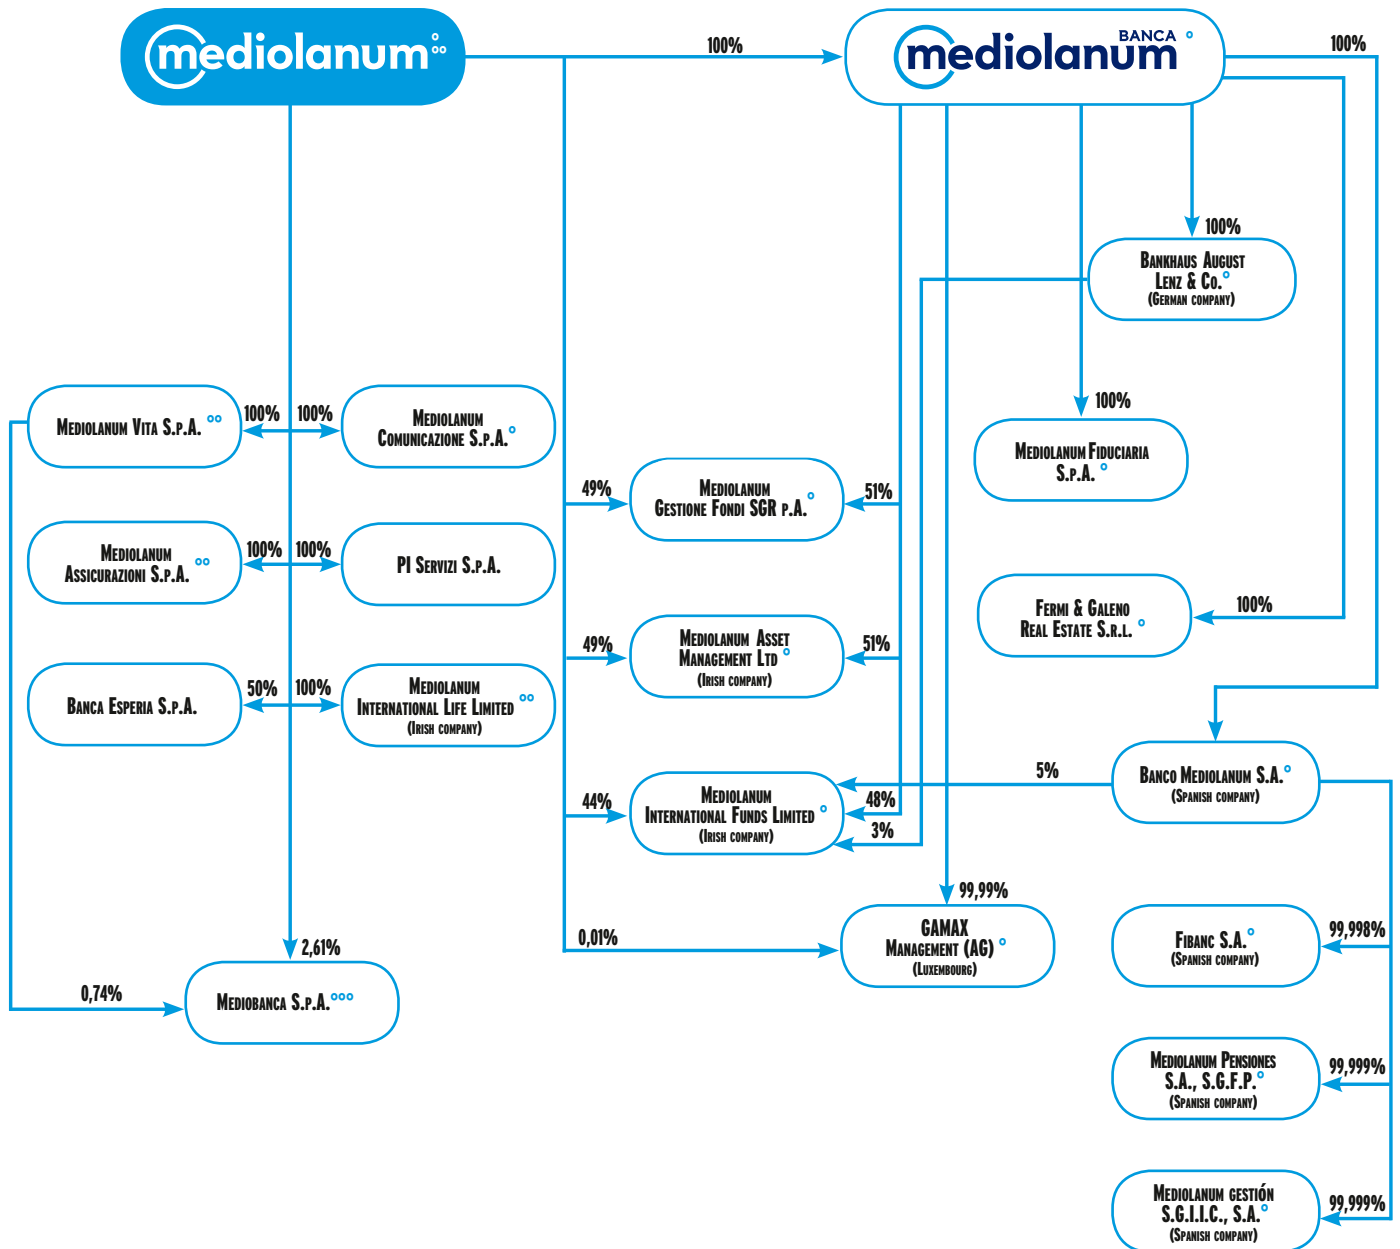 mediolanum °
°°
100%
BANCA °
mediolanum
100%
100%
BANKHAUS AUGUST
LENZ & CO.°
(GERMAN COMPANY)
MEDIOLANUM VITA S.P.A. °°
100%
100%
MEDIOLANUM
COMUNICAZIONE S.P.A.°
100%
MEDIOLANUM FIDUCIARIA
S.P.A. °
49%
MEDIOLANUM
GESTIONE FONDI SGR P.A.°
51%
MEDIOLANUM
ASSICURAZIONI S.P.A. °°
100%
100%
PI SERVIZI S.P.A.
FERMI & GALENO
REAL ESTATE S.R.L. °
100%
49%
MEDIOLANUM ASSET
MANAGEMENT LTD °
(IRISH COMPANY)
51%
BANCA ESPERIA S.P.A.
50%
100%
MEDIOLANUM
INTERNATIONAL LIFE LIMITED °°
(IRISH COMPANY)
44%
MEDIOLANUM
INTERNATIONAL FUNDS LIMITED °
(IRISH COMPANY)
5%
48%
3%
BANCO MEDIOLANUM S.A.°
(SPANISH COMPANY)
99,99%
GAMAX
MANAGEMENT (AG) °
(LUXEMBOURG)
0,01%
FIBANC S.A.°
(SPANISH COMPANY)
99,998%
2,61%
0,74%
MEDIOBANCA S.P.A.°°°
MEDIOLANUM PENSIONES
S.A., S.G.F.P.°
(SPANISH COMPANY)
99,999%
MEDIOLANUM GESTIÓN
S.G.I.I.C., S.A.°
(SPANISH COMPANY)
99,999%